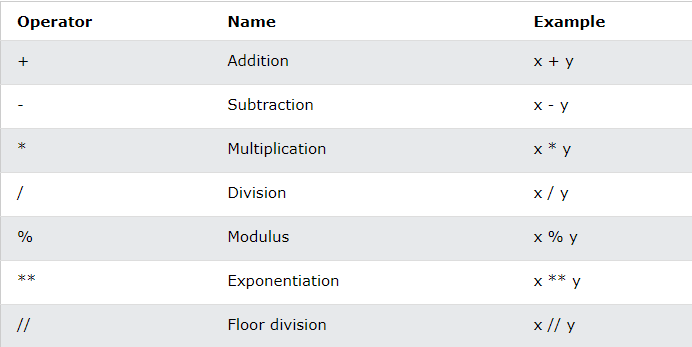 Operator Name Example
+ Addition x + y
- Subtraction x - y
* Multiplication x * y
/ Division x / y
% Modulus x % y
** Exponentiation x ** y
// Floor division x // y